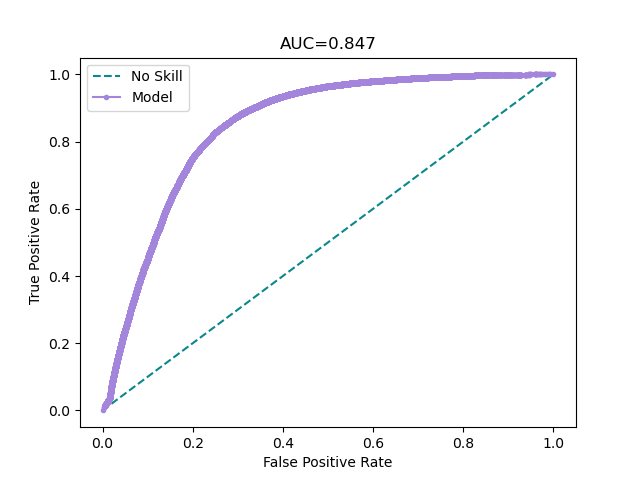 AUC=0.847
No Skill
Model
True Positive Rate
1.0
0.8
0.6
0.4
0.2
0.0
0.0 0.2 0.4 0.6 0.8 1.0
False Positive Rate